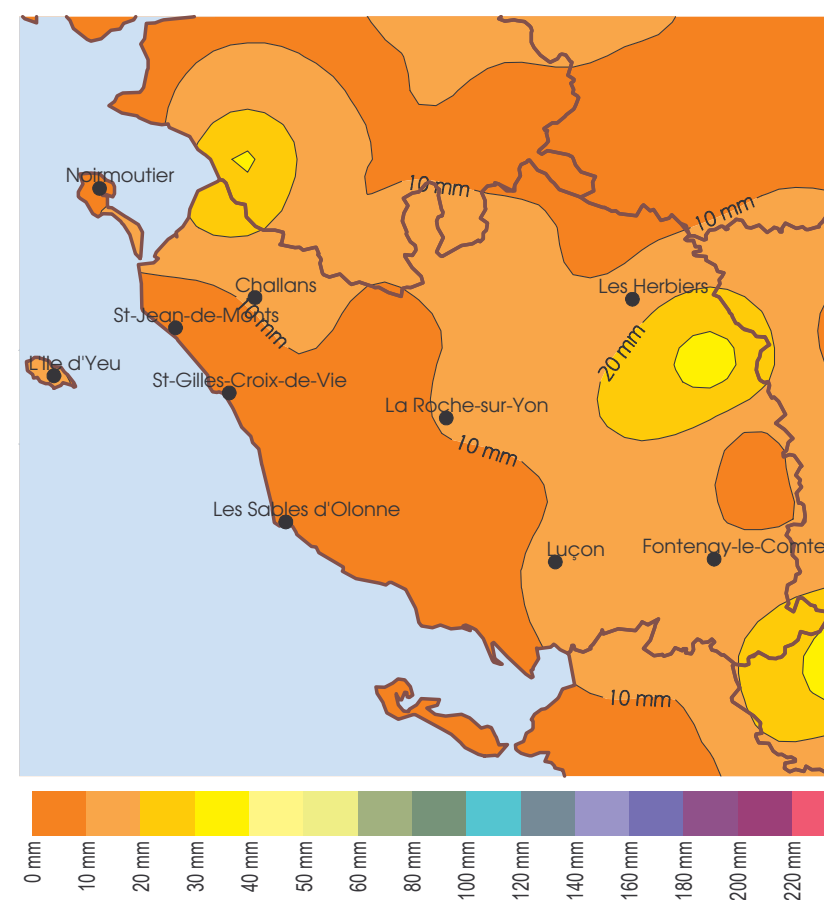 Noirmoutier
10 mm
10 mm
Challans
Les Herbiers
10 mm
St-Jean-de-Monts
20 mm
L'Ile d'Yeu
St-Gilles-Croix-de-Vie
La Roche-sur-Yon
10 mm
Les Sables d'Olonne
Luçon
Fontenay-le-Comte
10 mm
0 mm
10 mm
20 mm
30 mm
40 mm
50 mm
60 mm
80 mm
100 mm
120 mm
140 mm
160 mm
180 mm
200 mm
220 mm